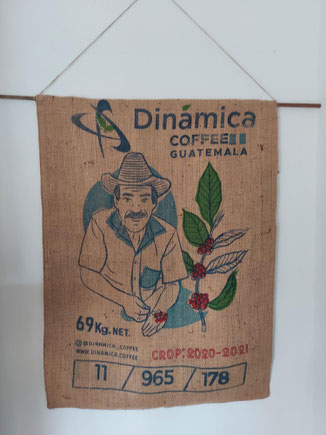 Dinámica
COFFEE
GUATEMALA
69Kg. NET.
@DINAMICA_COFFEE
WWW.DINAMICA.COFFEE
CROP: 2020-2021
11 / 965 / 178